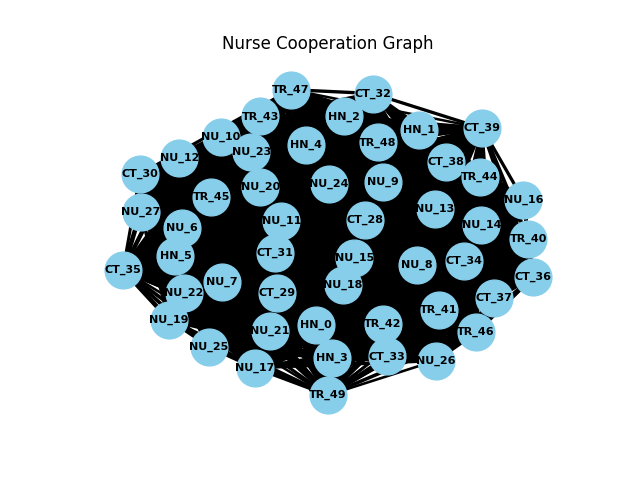 Nurse Cooperation Graph
TR_47
CT_32
TR_43
HN_2
HN_1
CT_39
NU_10
NU_23
HN_4
TR_48
NU_12
CT_38
CT_30
TR_44
NU_20
NU_24
NU_9
TR_45
NU_16
NU_27
NU_13
NU_11
CT_28
NU_14
NU_6
TR_40
HN_5
CT_31
NU_15
NU_8
CT_34
CT_35
CT_36
NU_7
NU_18
NU_22
CT_29
CT_37
TR_41
NU_19
NU_21
HN_0
TR_42
TR_46
NU_25
HN_3
CT_33
NU_26
NU_17
TR_49